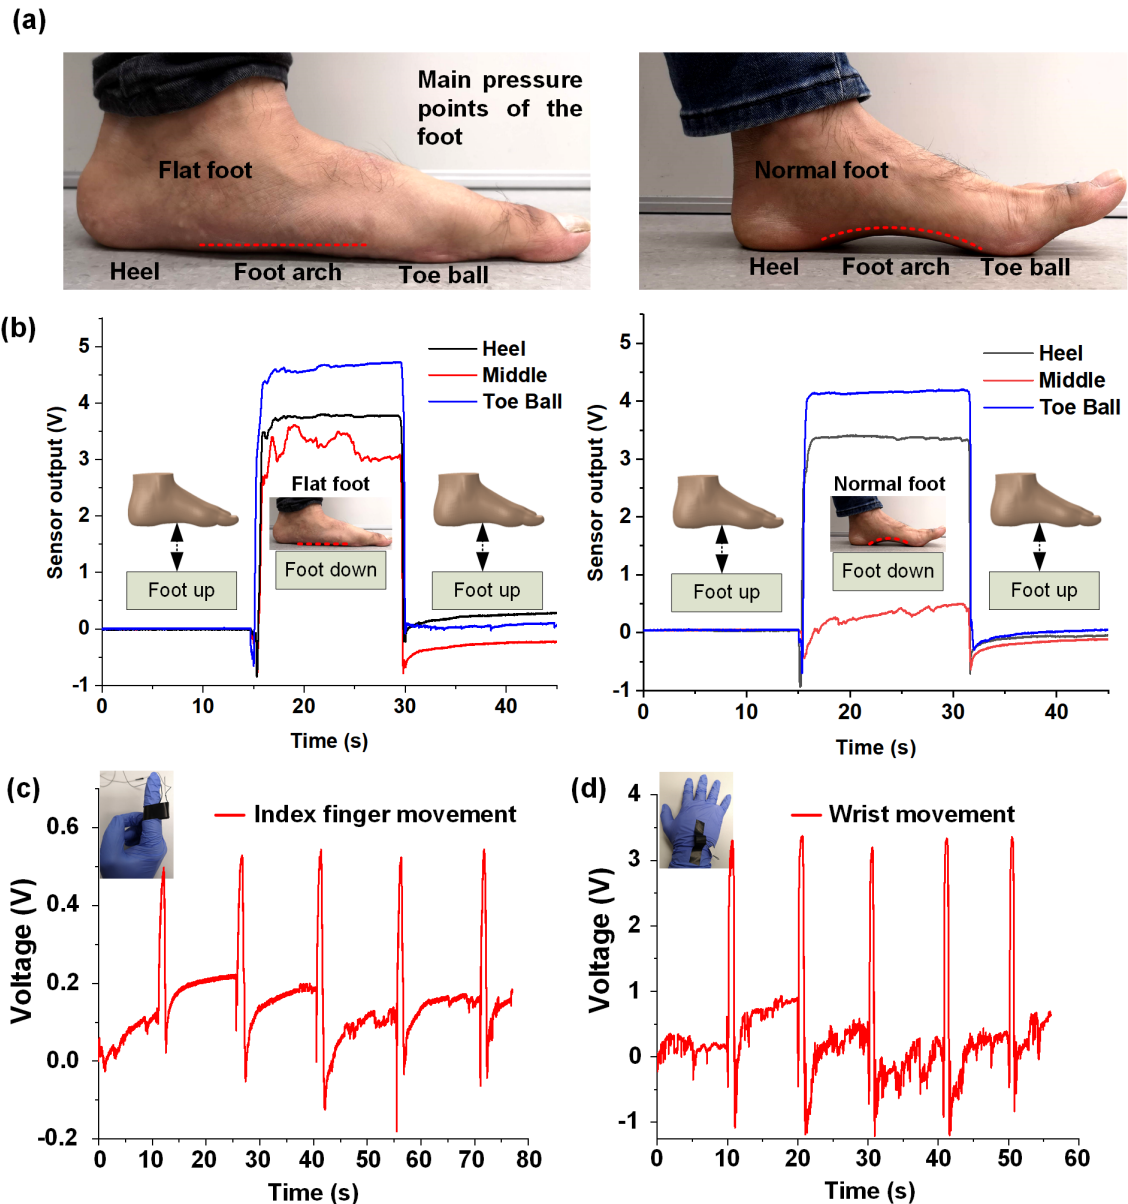 (a)
Main pressure
points of the
foot
Flat foot
Heel
Foot arch
Toe ball
Normal foot
Heel
Foot arch
Toe ball
(b)
5
4
3
2
1
0
-1
Sensor output (V)
Heel
Middle
Toe Ball
Flat foot
Foot up
Foot down
Foot up
0
10
20
30
40
Time (s)
5
4
3
2
1
0
-1
Sensor output (V)
Heel
Middle
Toe Ball
Normal foot
Foot up
Foot down
Foot up
0
10
20
30
40
Time (s)
(c)
Index finger movement
0.6
0.4
0.2
0.0
-0.2
Voltage (V)
0
10
20
30
40
50
60
70
80
Time (s)
(d)
Wrist movement
4
3
2
1
0
-1
Voltage (V)
0
10
20
30
40
50
60
Time (s)